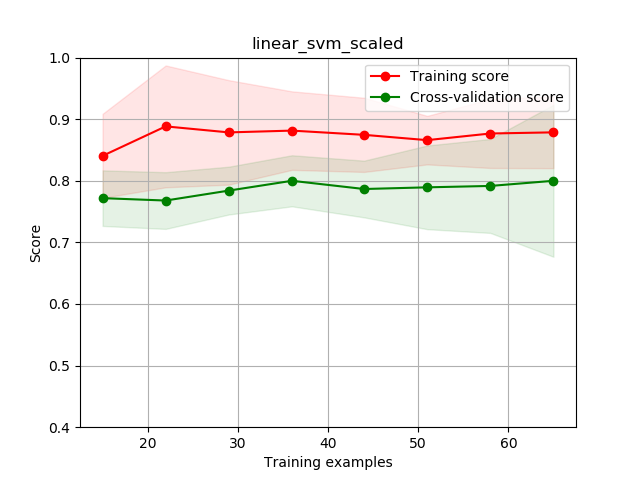 linear_svm_scaled
Training score
Cross-validation score
1.0
0.9
0.8
0.7
0.6
0.5
0.4
Score
20 30 40 50 60
Training examples